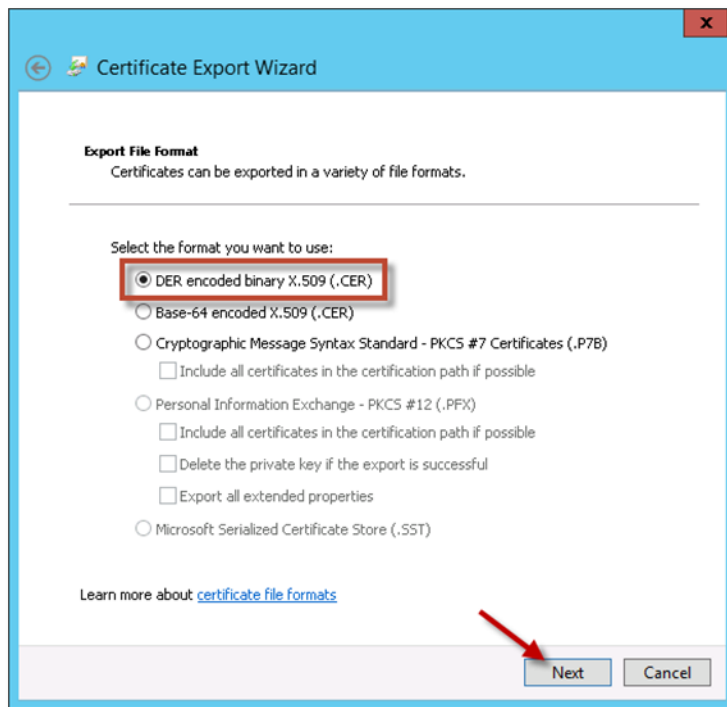 x
Certificate Export Wizard
Export File Format
Certificates can be exported in a variety of file formats.
Select the format you want to use:
DER encoded binary X.509 (.CER)
Base-64 encoded X.509 (.CER)
Cryptographic Message Syntax Standard - PKCS #7 Certificates (.P7B)
Include all certificates in the certification path if possible
Personal Information Exchange - PKCS #12 (.PFX)
Include all certificates in the certification path if possible
Delete the private key if the export is successful
Export all extended properties
Microsoft Serialized Certificate Store (.SST)
Learn more about certificate file formats
Next Cancel